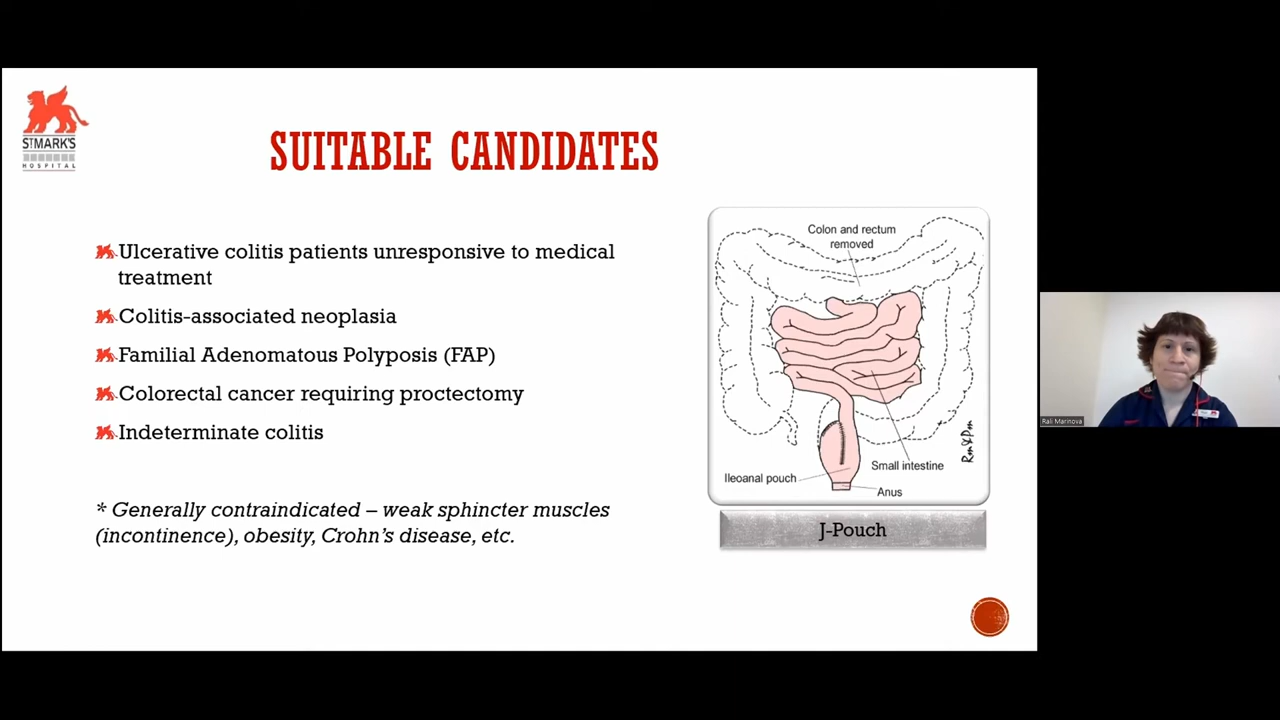 ST MARK'S
HOSPITAL
SUITABLE CANDIDATES
Ulcerative colitis patients unresponsive to medical
treatment
Colitis-associated neoplasia
Familial Adenomatous Polyposis (FAP)
Colorectal cancer requiring proctectomy
Indeterminate colitis
* Generally contraindicated – weak sphincter muscles
(incontinence), obesity, Crohn's disease, etc.
Colon and rectum
removed
Small intestine
Ileoanal pouch
Anus
J-Pouch
Rali Marinova